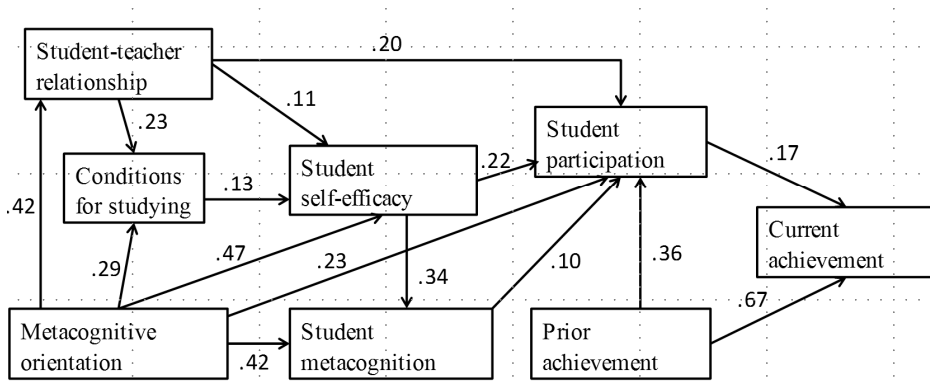 Student-teacher
relationship
.20
.11
.23
Student
participation
Conditions
for studying
Student
self-efficacy
.22
.17
.13
.42
.47
.23
.29
.34
.10
.36
Current
achievement
.67
Metacognitive
orientation
.42
Student
metacognition
Prior
achievement